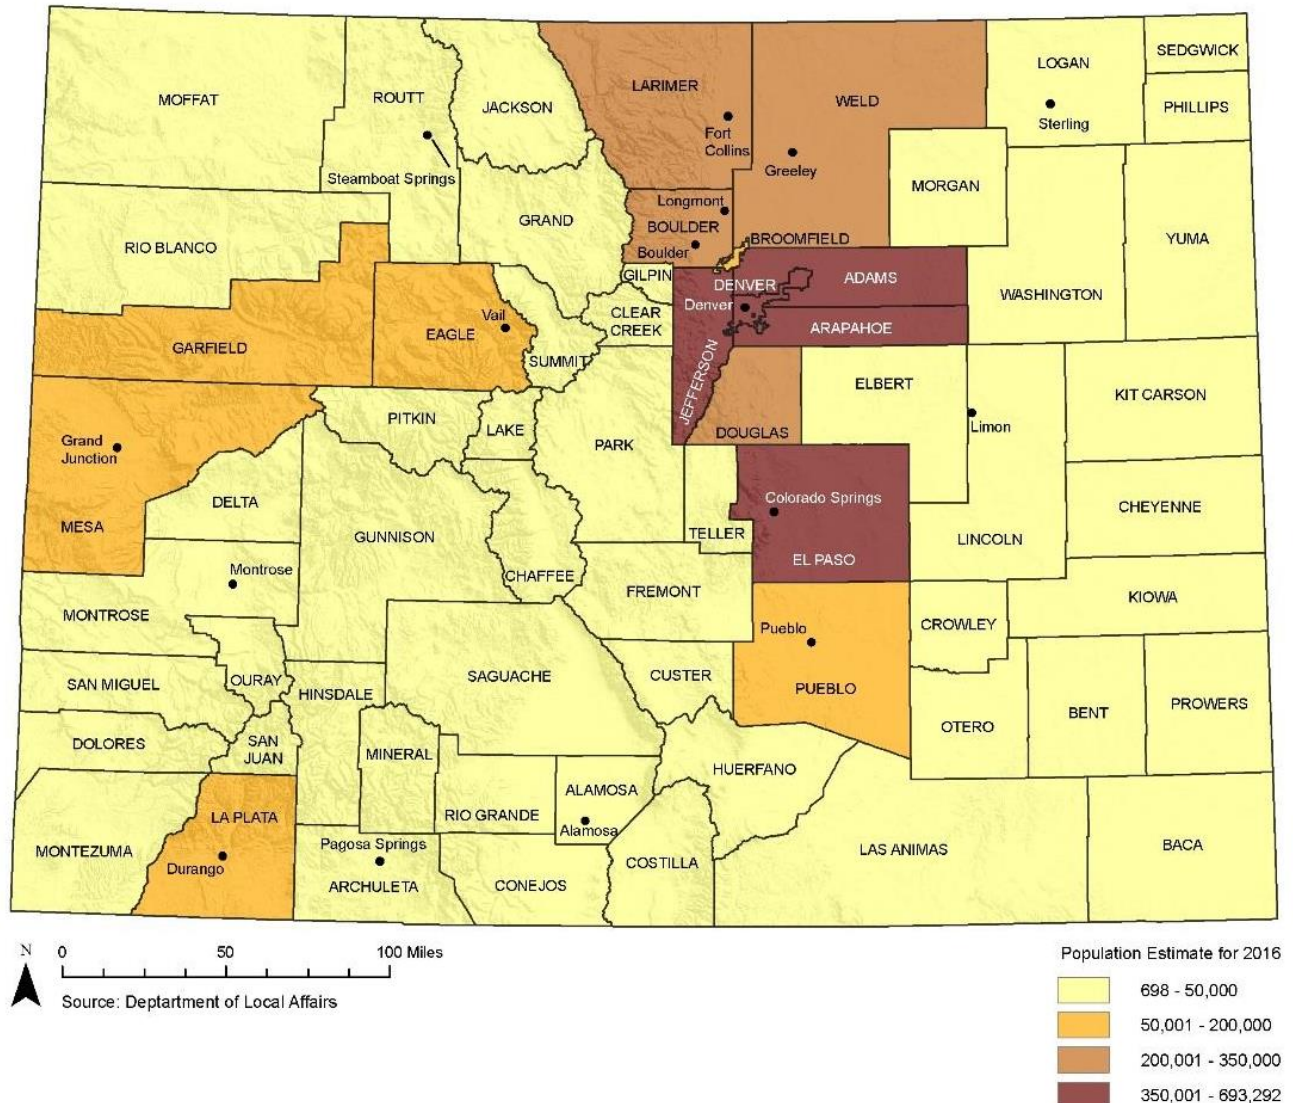 SEDGWICK
LOGAN
LARIMER
ROUTT
MOFFAT
JACKSON
WELD
PHILLIPS
Sterling
Fort
Collins
Greeley
Steamboat Springs
MORGAN
Longmont
GRAND
BOULDER
RIO BLANCO
BROOMFIELD
YUMA
Boulder
GILPIN
ADAMS
DENVER
WASHINGTON
Denver
Vail
CLEAR
CREEK
ARAPAHOE
EAGLE
GARFIELD
SUMMIT
JEFFERSON
ELBERT
KIT CARSON
PITKIN
LAKE
Limon
DOUGLAS
Grand
Junction
PARK
Colorado Springs
DELTA
CHEYENNE
MESA
GUNNISON
TELLER
LINCOLN
EL PASO
Montrose
CHAFFEE
FREMONT
KIOWA
MONTROSE
CROWLEY
Pueblo
SAGUACHE
CUSTER
OURAY
SAN MIGUEL
HINSDALE
PUEBLO
PROWERS
BENT
OTERO
DOLORES
SAN
JUAN
MINERAL
HUERFANO
ALAMOSA
RIO GRANDE
LA PLATA
Alamosa
Pagosa Springs
MONTEZUMA
LAS ANIMAS
BACA
COSTILLA
Durango
ARCHULETA
CONEJOS
N
0 50 100 Miles
Source: Deptartment of Local Affairs
Population Estimate for 2016
698 - 50,000
50,001 - 200,000
200,001 - 350,000
350,001 - 693,292